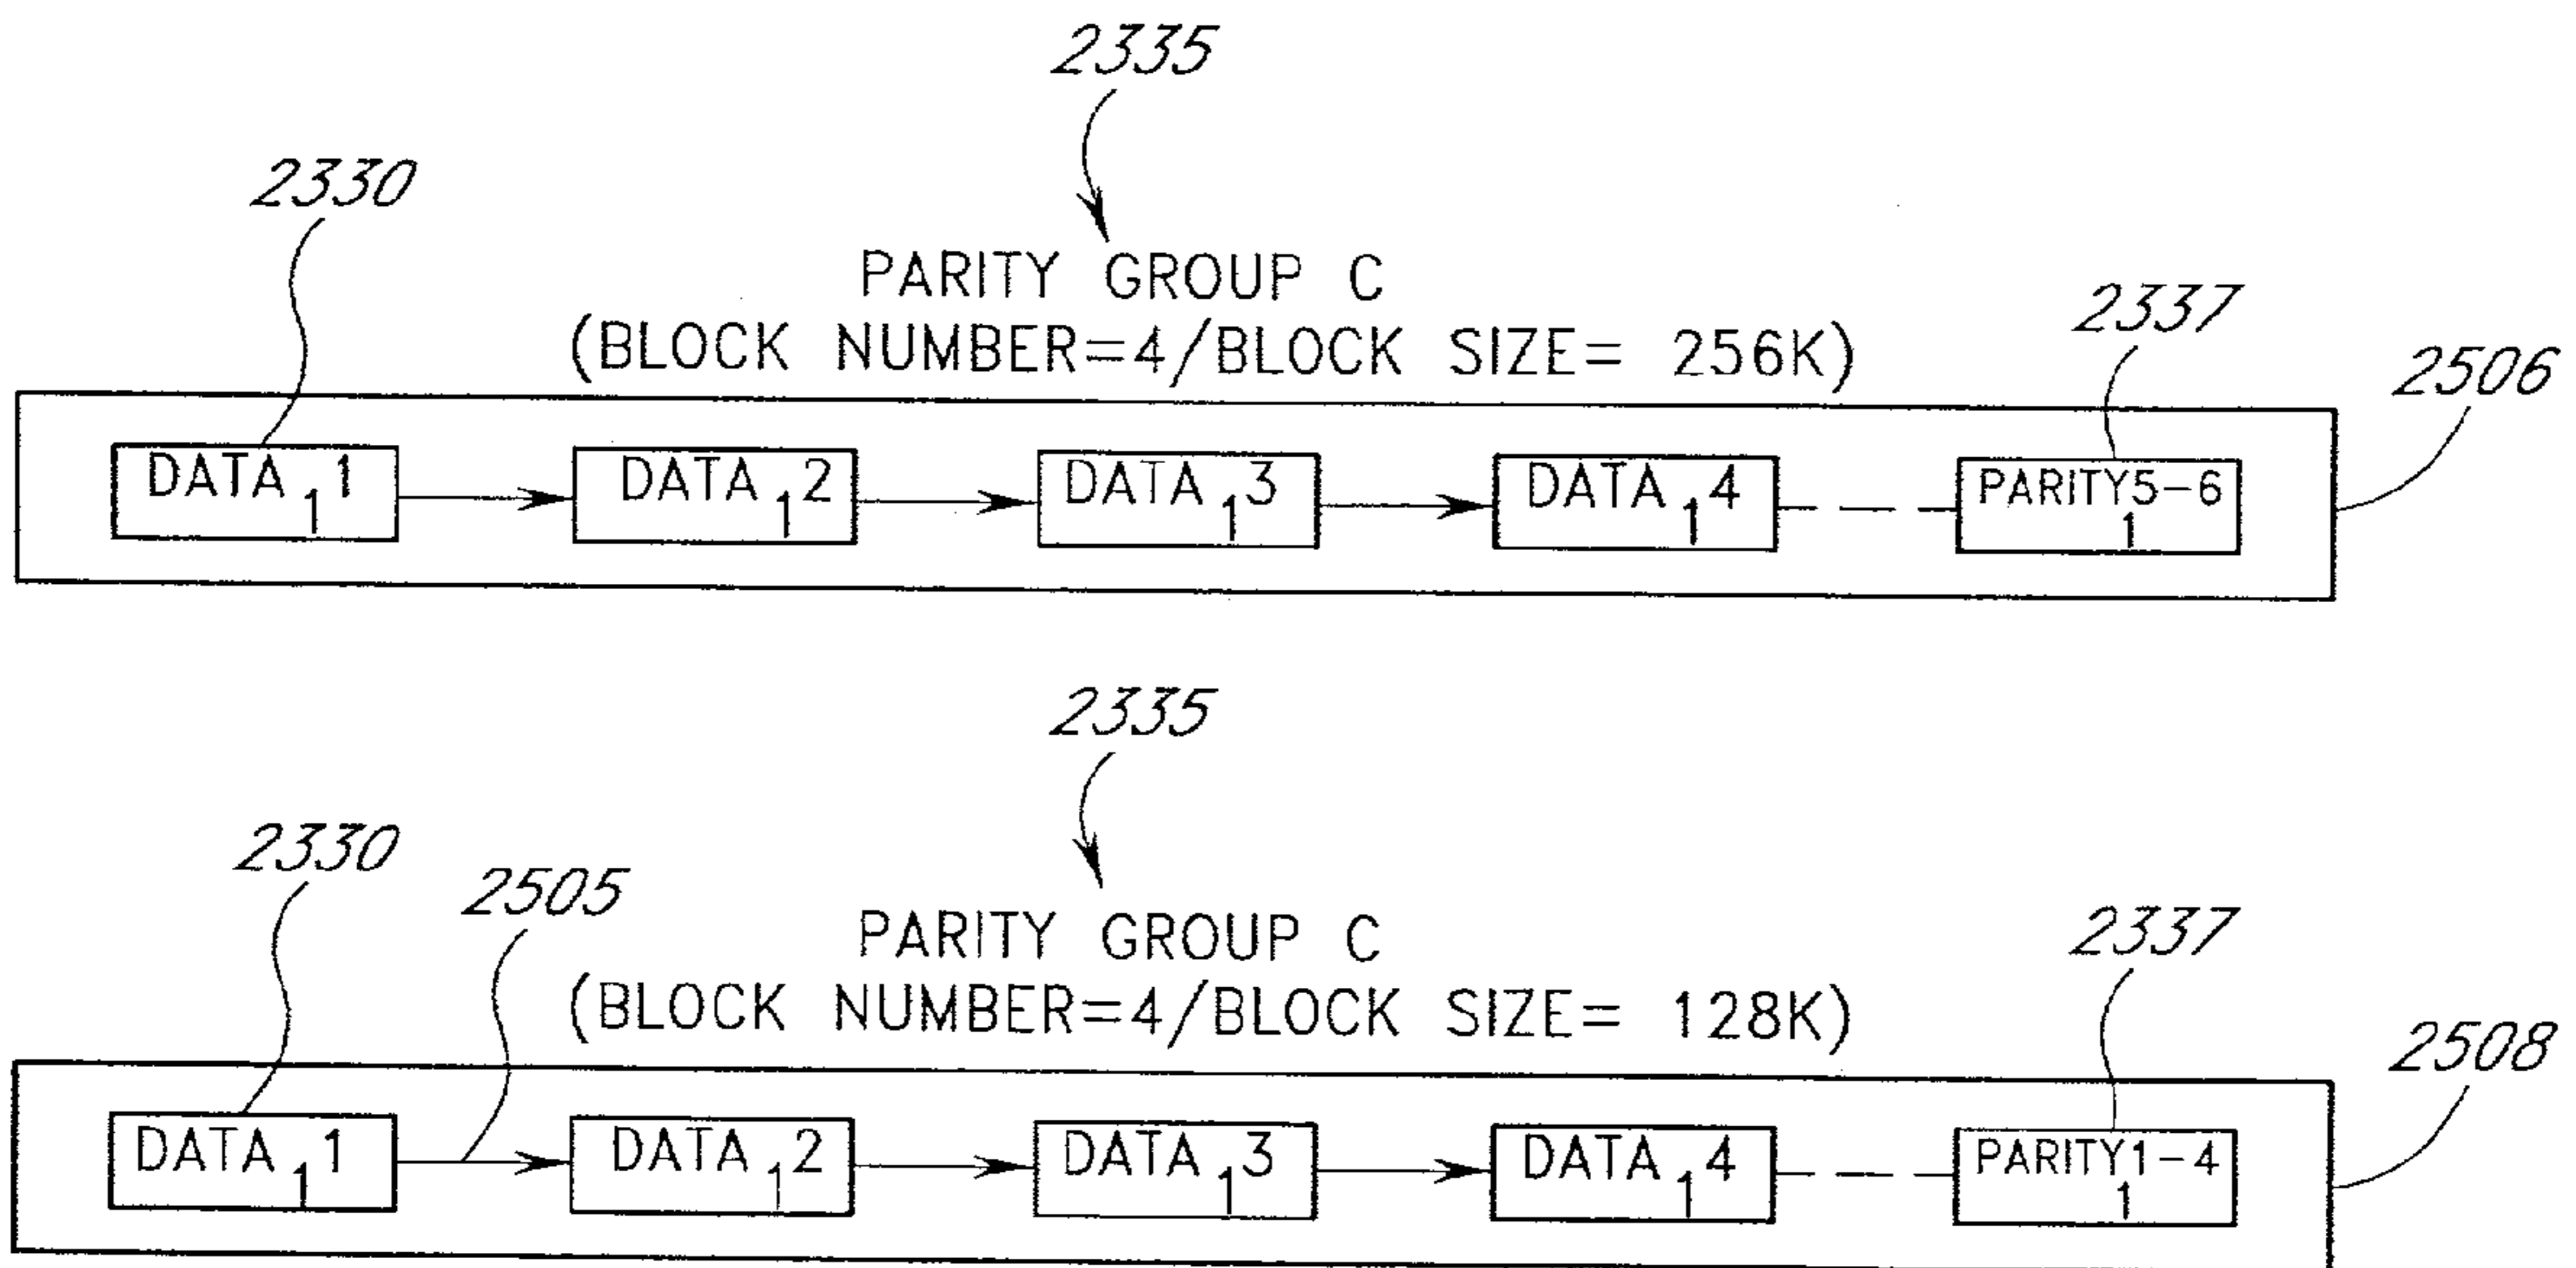 2335
2330
PARITY GROUP C
2337
(BLOCK NUMBER=4/BLOCK SIZE= 256K)
2506
DATA 1 DATA 2 DATA 3 DATA 4 PARITY5-6
1 1 1 1 1
2335
2330
2505
PARITY GROUP C
2337
(BLOCK NUMBER=4/BLOCK SIZE= 128K)
2508
DATA 1 DATA 2 DATA 3 DATA 4 PARITY1-4
1 1 1 1 1